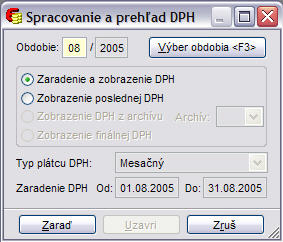 Spracovanie a prehľad DPH
Obdobie: 08 / 2005 Výber obdobia <F3>
Zaradenie a zobrazenie DPH
Zobrazenie poslednej DPH
Zobrazenie DPH z archívu Archív:
Zobrazenie finálnej DPH
Typ plátcu DPH: Mesačný
Zaradenie DPH Od: 01.08.2005 Do: 31.08.2005
Zaraď Uzavri Zruš